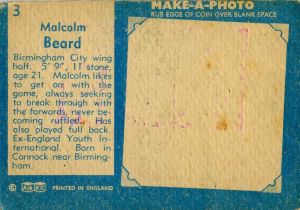 3
Malcolm
Beard
Birmingham City wing
half. 5' 9", 11 stone,
age 21. Malcolm likes
to get on with the
game, always seeking
to break through with
the forwards, never be-
coming ruffled. Has
also played full back.
Ex-England Youth In-
ternational. Born in
Cannock near Birming-
ham.
© A&BC PRINTED IN ENGLAND
MAKE-A-PHOTO
RUB EDGE OF COIN OVER BLANK SPACE